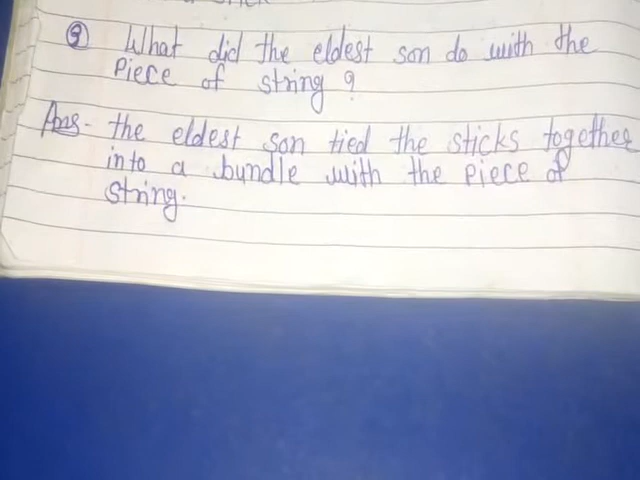 ⑨ What did the eldest son do with the
piece of string ?
Ans - the eldest son tied the sticks together
into a bundle with the piece of
string.